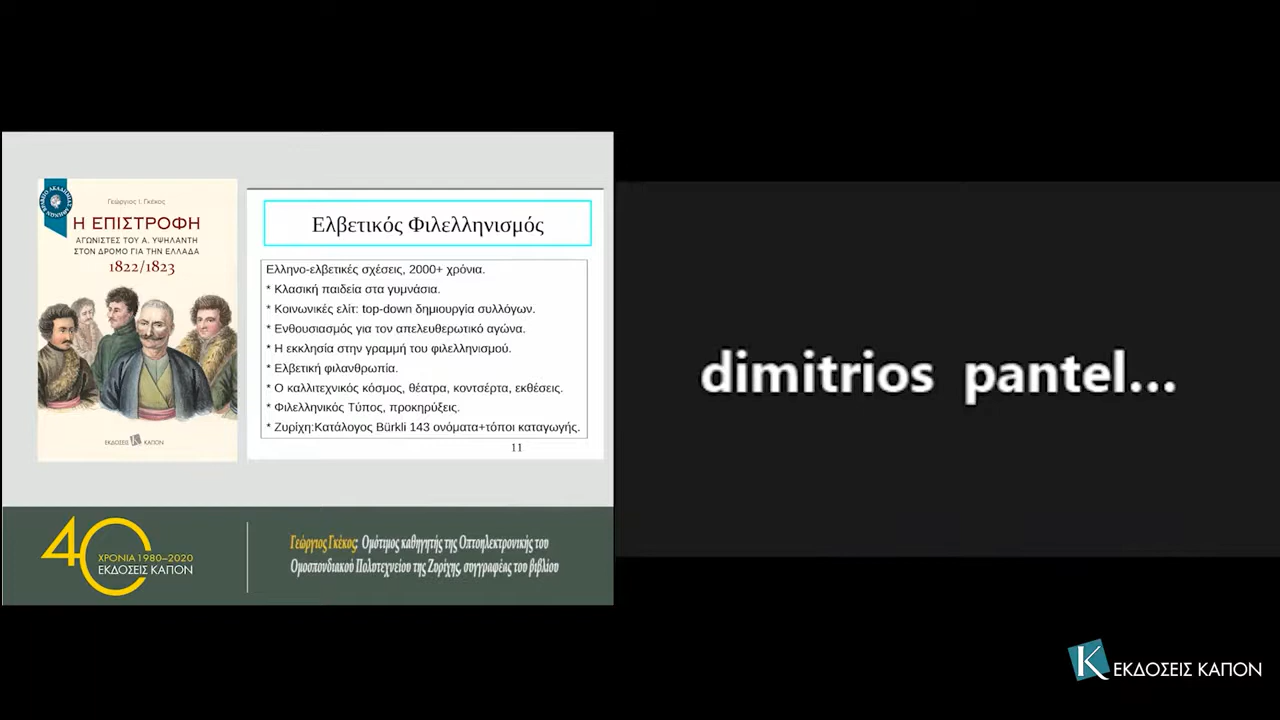 Γεώργιος Ι. Γκέκος
Η ΕΠΙΣΤΡΟΦΗ
ΑΓΩΝΙΣΤΕΣ ΤΟΥ Α. ΥΨΗΛΑΝΤΗ
ΣΤΟΝ ΔΡΟΜΟ ΓΙΑ ΤΗΝ ΕΛΛΑΔΑ
1822/1823
ΕΚΔΟΣΕΙΣ ΚΑΠΟΝ
Ελβετικός Φιλελληνισμός
Ελληνο-ελβετικές σχέσεις, 2000+ χρόνια.
* Κλασική παιδεία στα γυμνάσια.
* Κοινωνικές ελίτ: top-down δημιουργία συλλόγων.
* Ενθουσιασμός για τον απελευθερωτικό αγώνα.
* Η εκκλησία στην γραμμή του φιλελληνισμού.
* Ελβετική φιλανθρωπία.
* Ο καλλιτεχνικός κόσμος, θέατρα, κοντσέρτα, εκθέσεις.
* Φιλελληνικός Τύπος, προκηρύξεις.
* Ζυρίχη:Κατάλογος Bürkli 143 ονόματα+τόποι καταγωγής.
11
40
ΧΡΟΝΙΑ 1980–2020
ΕΚΔΟΣΕΙΣ ΚΑΠΟΝ
Γεώργιος Γκέκος: Ομότιμος καθηγητής της Οπτοηλεκτρονικής του
Ομοσπονδιακού Πολυτεχνείου της Ζυρίχης, συγγραφέας του βιβλίου
dimitrios pantel...
ΕΚΔΟΣΕΙΣ ΚΑΠΟΝ